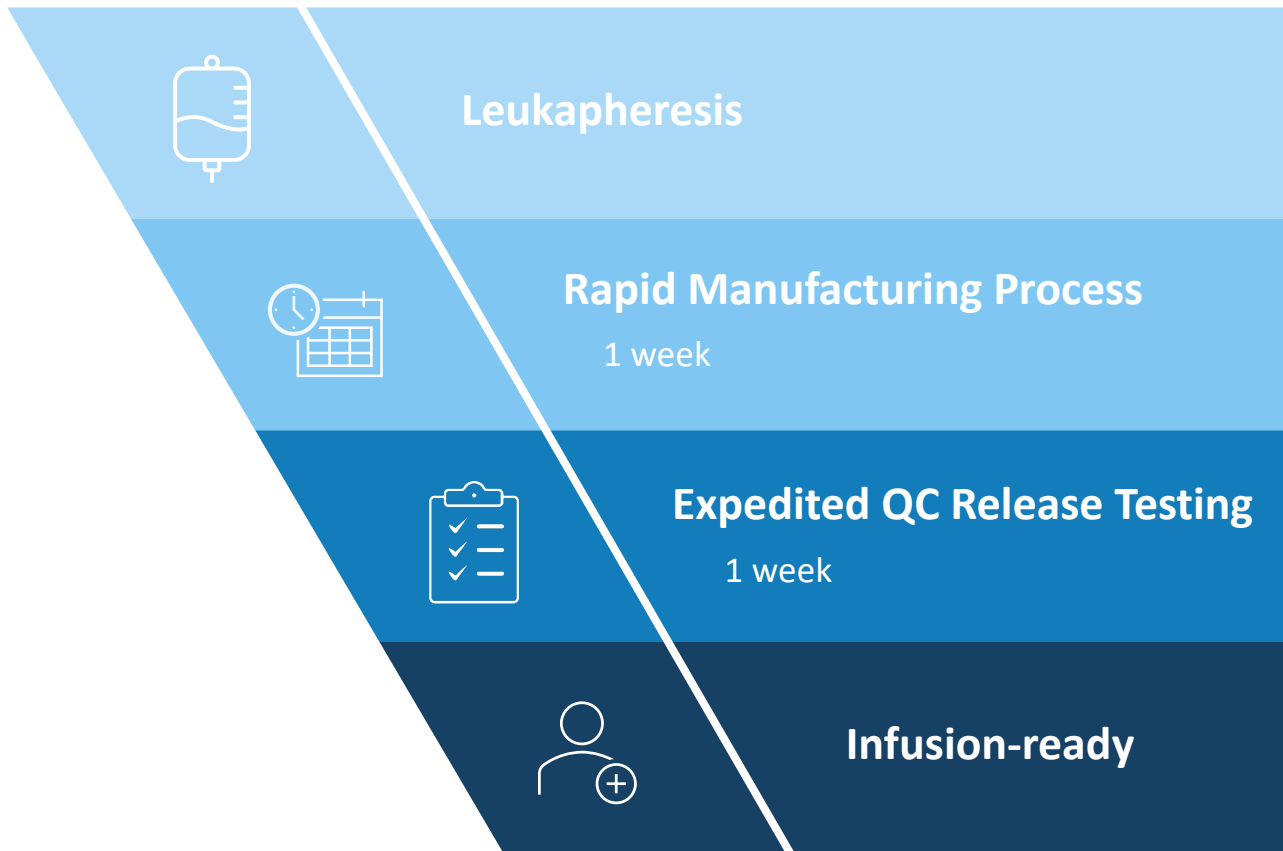 Leukapheresis
Rapid Manufacturing Process
1 week
Expedited QC Release Testing
1 week
Infusion-ready